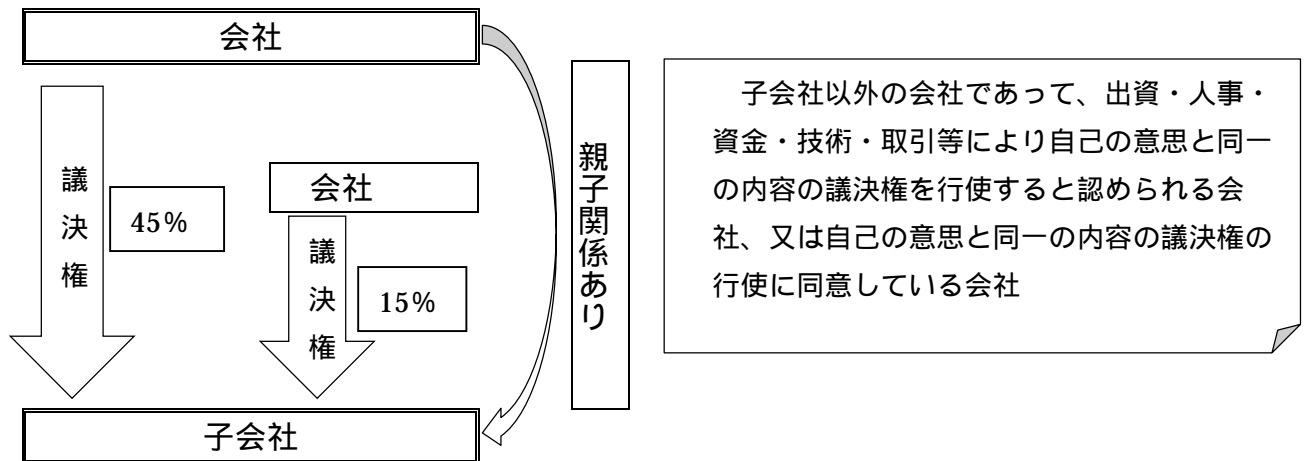 会社
議決権
45%
会社
議決権
15%
親子関係あり
子会社
子会社以外の会社であって、出資・人事・
資金・技術・取引等により自己の意思と同一
の内容の議決権を行使すると認められる会
社、又は自己の意思と同一の内容の議決権の
行使に同意している会社